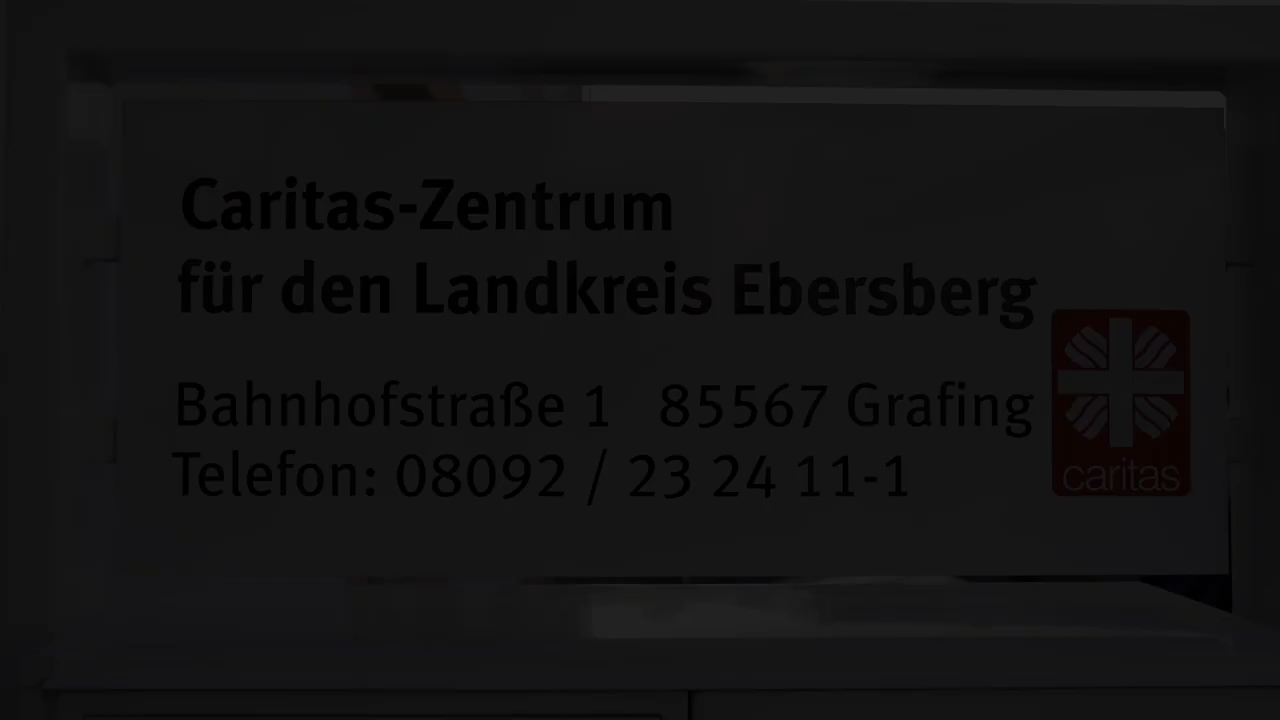 Caritas-Zentrum
für den Landkreis Ebersberg
Bahnhofstraße 1 85567 Grafing
Telefon: 08092 / 23 24 11-1
caritas